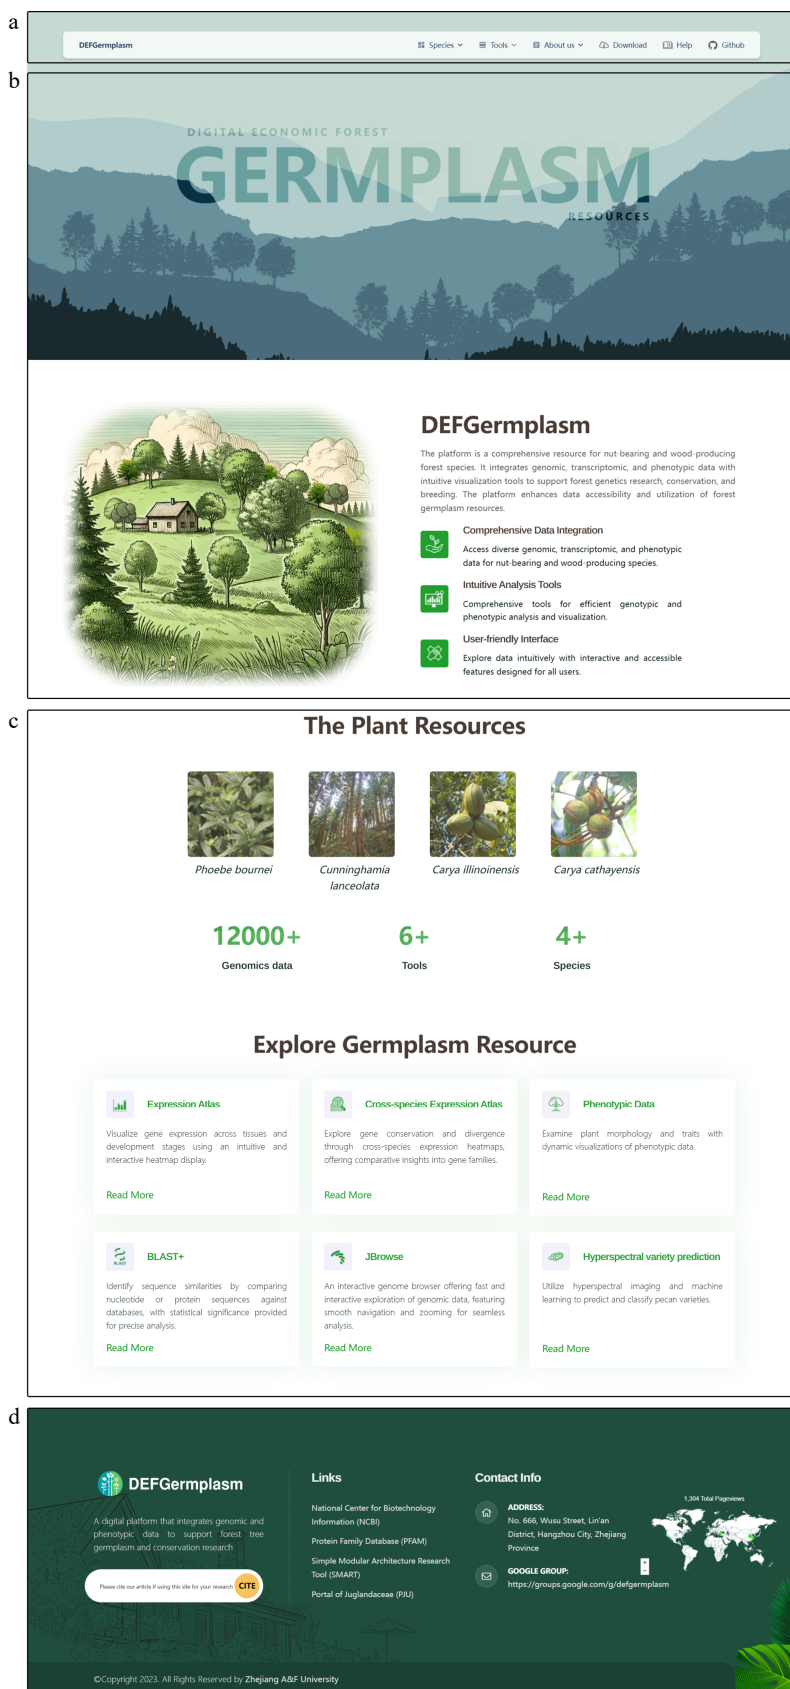 a
DEFGermplasm
Species
Tools
About us
Download
Help
Github
b
DIGITAL ECONOMIC FOREST
GERMPLASM
RESOURCES
DEFGermplasm
The platform is a comprehensive resource for nut-bearing and wood-producing
forest species. It integrates genomic, transcriptomic, and phenotypic data with
intuitive visualization tools to support forest genetics research, conservation, and
breeding. The platform enhances data accessibility and utilization of forest
germplasm resources.
Comprehensive Data Integration
Access diverse genomic, transcriptomic, and phenotypic
data for nut-bearing and wood-producing species.
Intuitive Analysis Tools
Comprehensive tools for efficient genotypic and
phenotypic analysis and visualization.
User-friendly Interface
Explore data intuitively with interactive and accessible
features designed for all users.
c
The Plant Resources
Phoebe bournei
Cunninghamia
lanceolata
Carya illinoinensis
Carya cathayensis
12000+
Genomics data
6+
Tools
4+
Species
Explore Germplasm Resource
Expression Atlas
Visualize gene expression across tissues and
development stages using an intuitive and
interactive heatmap display.
Read More
Cross-species Expression Atlas
Explore gene conservation and divergence
through cross-species expression heatmaps,
offering comparative insights into gene families.
Read More
Phenotypic Data
Examine plant morphology and traits with
dynamic visualizations of phenotypic data.
Read More
BLAST
BLAST+
Identify sequence similarities by comparing
nucleotide or protein sequences against
databases, with statistical significance provided
for precise analysis.
Read More
JBrowse
An interactive genome browser offering fast and
interactive exploration of genomic data, featuring
smooth navigation and zooming for seamless
analysis.
Read More
Hyperspectral variety prediction
Utilize hyperspectral imaging and machine
learning to predict and classify pecan varieties.
Read More
d
DEFGermplasm
A digital platform that integrates genomic and
phenotypic data to support forest tree
germplasm and conservation research
Please cite our article if using this site for your research
CITE
Links
National Center for Biotechnology
Information (NCBI)
Protein Family Database (PFAM)
Simple Modular Architecture Research
Tool (SMART)
Portal of Juglandaceae (PJU)
Contact Info
ADDRESS:
No. 666, Wusu Street, Lin'an
District, Hangzhou City, Zhejiang
Province
GOOGLE GROUP:
https://groups.google.com/g/defgermplasm
1,304 Total Pageviews
+
−
©Copyright 2023. All Rights Reserved by Zhejiang A&F University